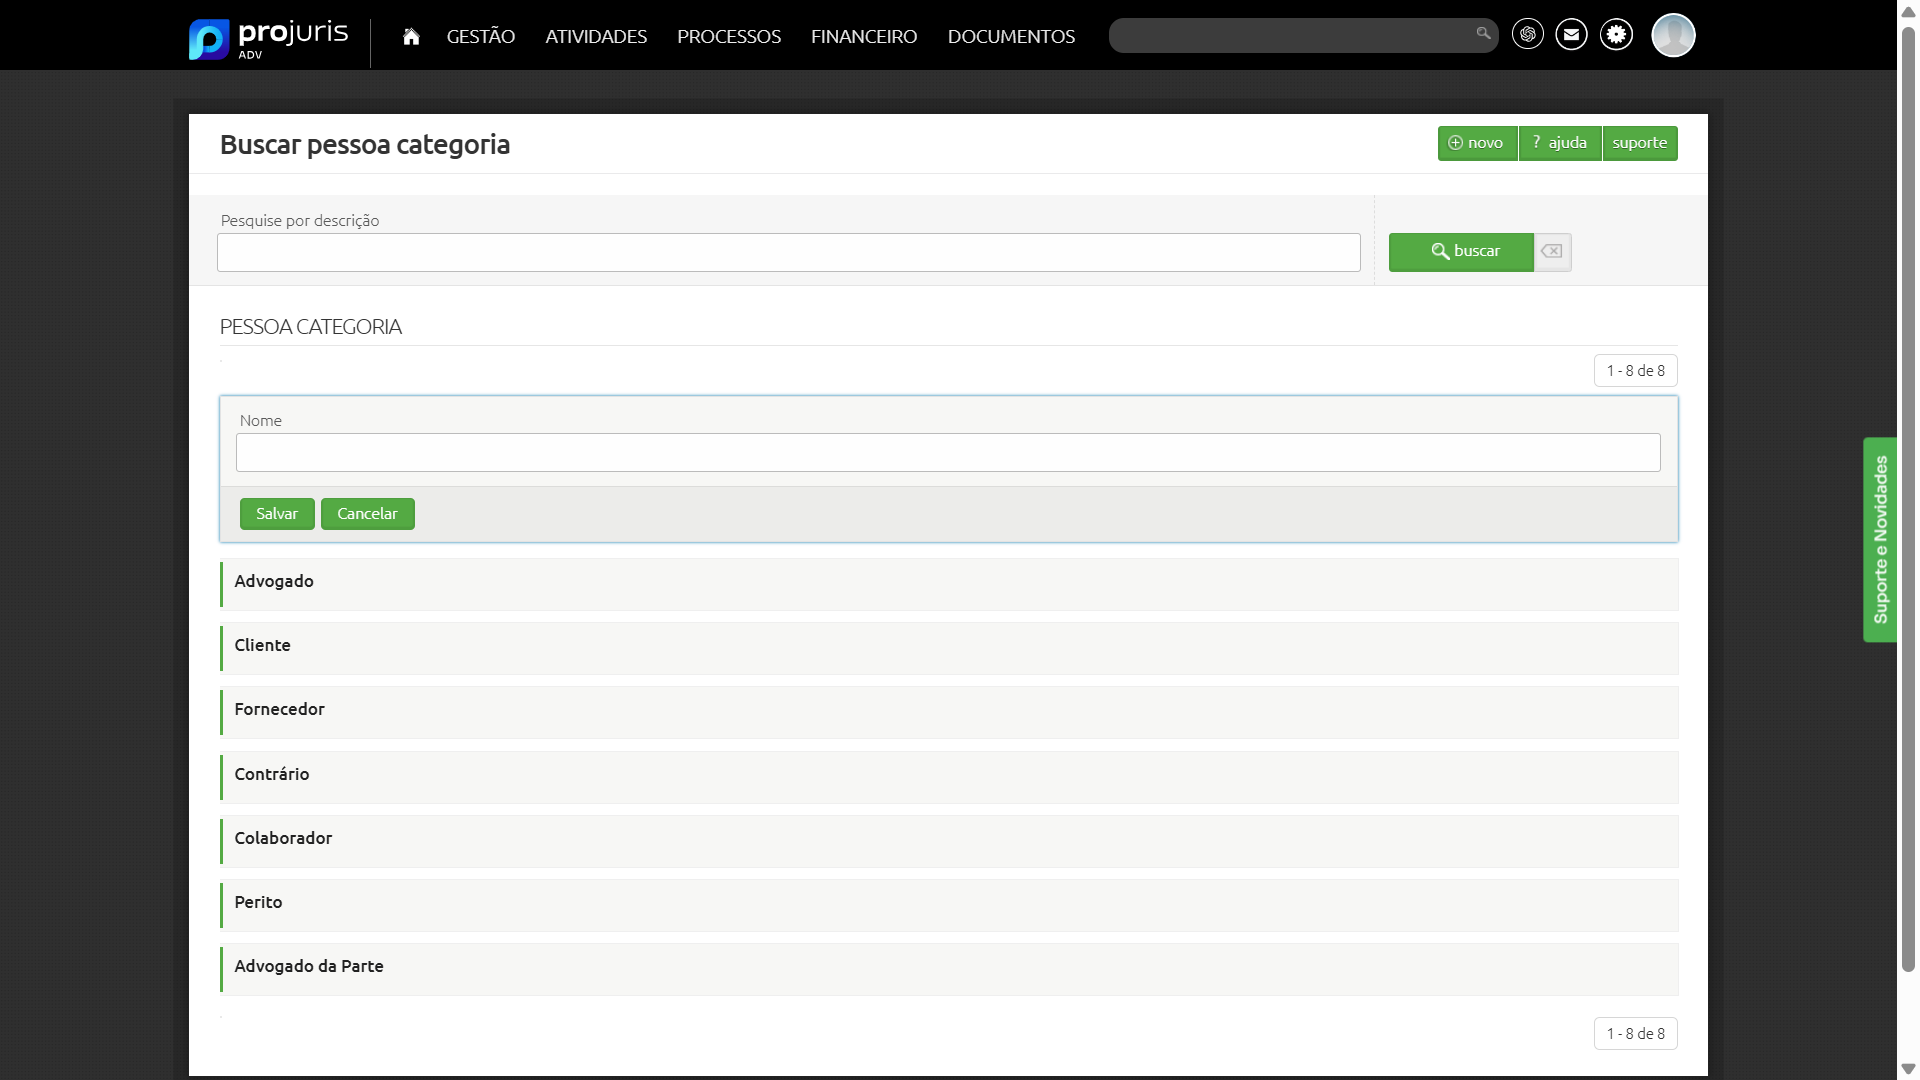 projuris
ADV
GESTÃO
ATIVIDADES
PROCESSOS
FINANCEIRO
DOCUMENTOS
Buscar pessoa categoria
novo
? ajuda
suporte
Pesquise por descrição
buscar
PESSOA CATEGORIA
1 - 8 de 8
Nome
Salvar
Cancelar
Advogado
Cliente
Fornecedor
Contrário
Colaborador
Perito
Advogado da Parte
1 - 8 de 8
Suporte e Novidades